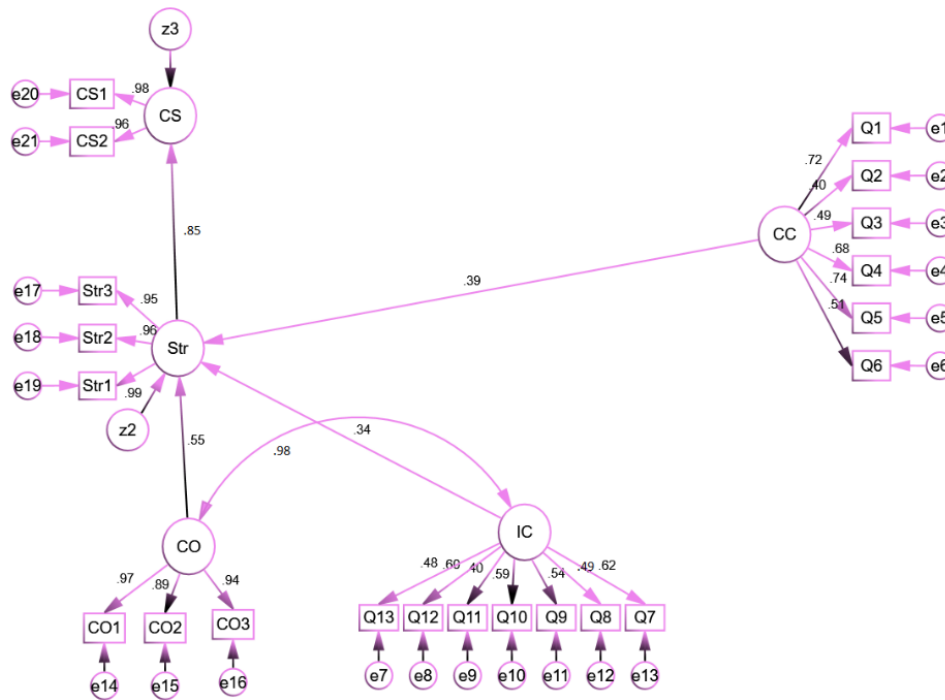 z3
e20
CS1
.98
CS
e21
CS2
.96
Q1
e1
.72
Q2
e2
.40
Q3
e3
.49
CC
.68
Q4
e4
.74
Q5
e5
.51
Q6
e6
.85
.39
e17
Str3
.95
e18
Str2
.96
Str
e19
Str1
.99
z2
.55
.34
.98
CO
IC
.97
.89
.94
.48
.60
.40
.59
.54
.49
.62
CO1
CO2
CO3
Q13
Q12
Q11
Q10
Q9
Q8
Q7
e14
e15
e16
e7
e8
e9
e10
e11
e12
e13